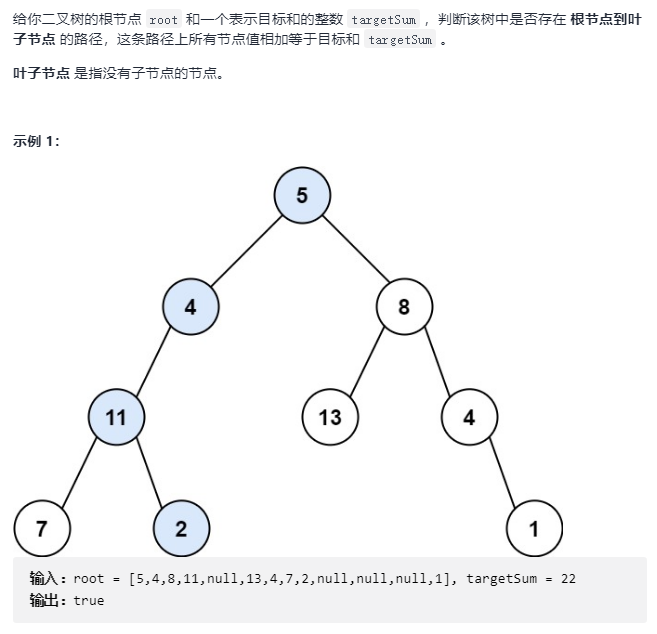 给你二叉树的根节点 root 和一个表示目标和的整数 targetSum ，判断该树中是否存在 根节点到叶
子节点 的路径，这条路径上所有节点值相加等于目标和 targetSum 。
叶子节点 是指没有子节点的节点。
示例 1：
5
4 8
11 13 4
7 2 1
输入：root = [5,4,8,11,null,13,4,7,2,null,null,null,1], targetSum = 22
输出：true